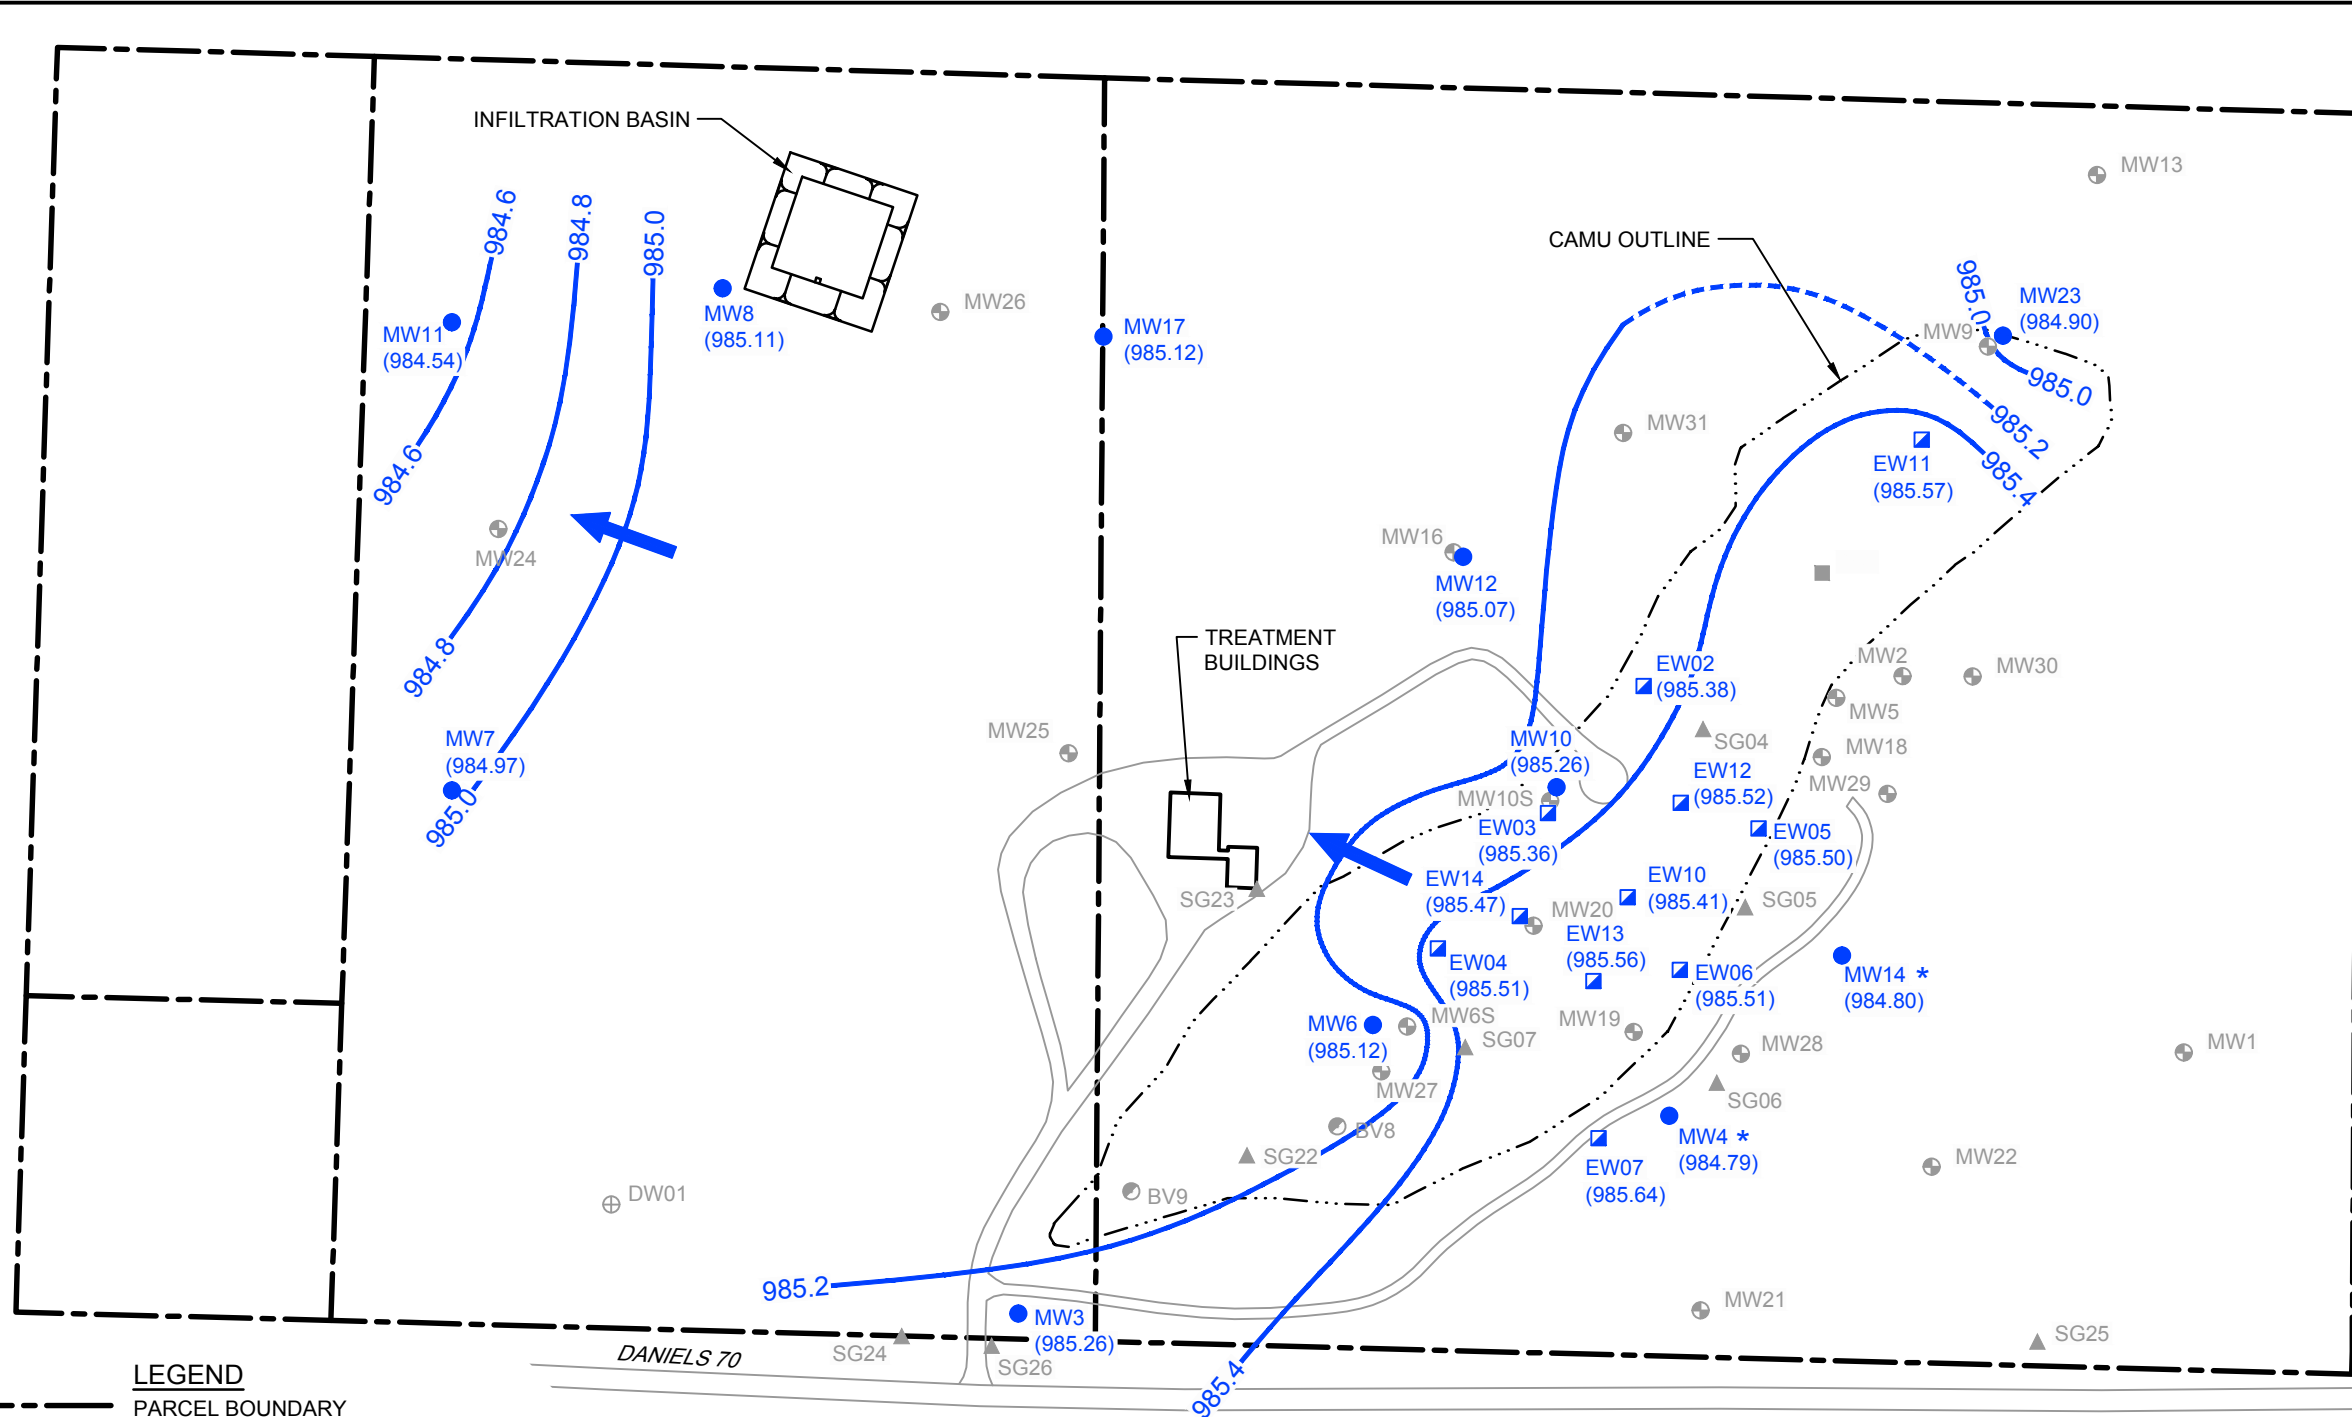 INFILTRATION BASIN
MW13
984.6
984.8
985.0
CAMU OUTLINE
985.0
MW23
(984.90)
MW8
(985.11)
MW26
MW17
(985.12)
MW9
MW11
(984.54)
985.0
985.2
MW31
984.6
EW11
(985.57)
985.4
MW24
MW16
MW12
(985.07)
984.8
TREATMENT
BUILDINGS
EW02
(985.38)
MW2
MW30
MW5
MW25
MW7
(984.97)
985.0
MW10
(985.26)
SG04
MW18
EW12
(985.52)
MW29
MW10S
EW03
(985.36)
EW05
(985.50)
EW14
(985.47)
EW10
(985.41)
SG23
MW20
SG05
EW13
(985.56)
EW04
(985.51)
EW06
(985.51)
MW14 *
(984.80)
MW6
(985.12)
MW6S
MW19
SG07
MW28
MW1
MW27
SG06
BV8
MW4 *
(984.79)
SG22
EW07
(985.64)
MW22
DW01
BV9
985.2
MW21
MW3
(985.26)
SG24
SG26
SG25
DANIELS 70
985.4
LEGEND
PARCEL BOUNDARY